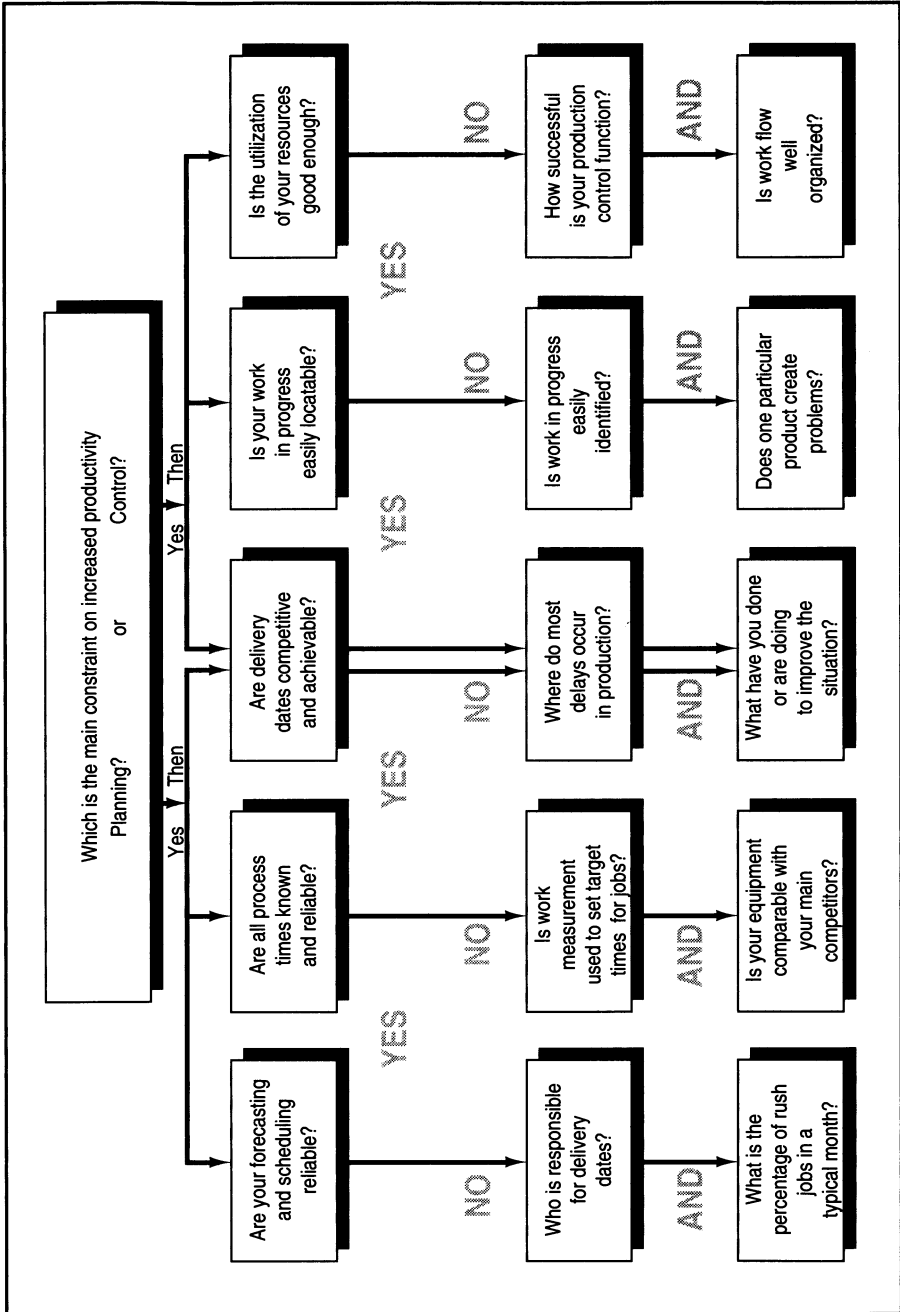 Which is the main constraint on increased productivity
Planning? or Control?
Yes Then Yes Then
Are your forecasting
and scheduling
reliable?
Are all process
times known
and reliable?
Are delivery
dates competitive
and achievable?
Is your work
in progress
easily locatable?
Is the utilization
of your resources
good enough?
YES YES YES YES
NO NO NO NO NO
Who is responsible
for delivery
dates?
Is work
measurement
used to set target
times for jobs?
Where do most
delays occur
in production?
Is work in progress
easily
identified?
How successful
is your production
control function?
AND AND AND AND AND
What is the
percentage of rush
jobs in a
typical month?
Is your equipment
comparable with
your main
competitors?
What have you done
or are doing
to improve the
situation?
Does one particular
product create
problems?
Is work flow
well
organized?